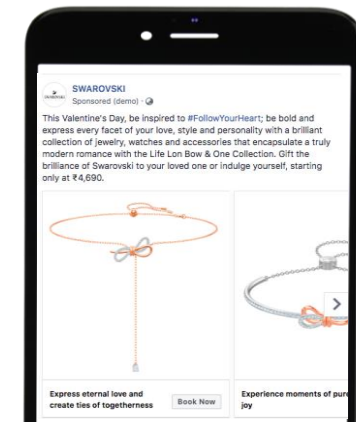 SWAROVSKI
Sponsored (demo) ·
This Valentine's Day, be inspired to #FollowYourHeart; be bold and
express every facet of your love, style and personality with a brilliant
collection of jewelry, watches and accessories that encapsulate a truly
modern romance with the Life Lon Bow & One Collection. Gift the
brilliance of Swarovski to your loved one or indulge yourself, starting
only at ₹4,690.
Express eternal love and
create ties of togetherness
Book Now
Experience moments of pure
joy